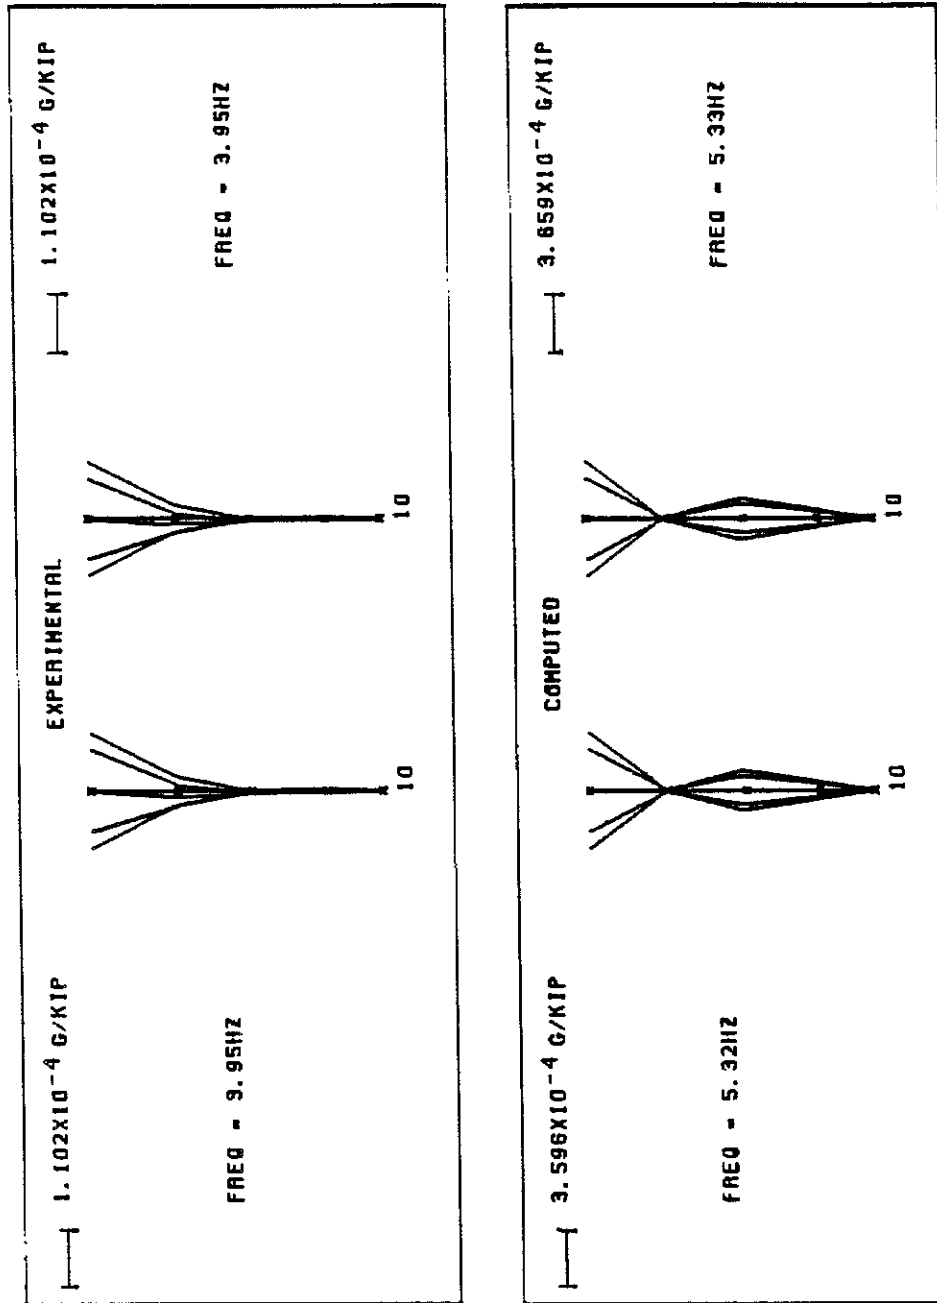 1.102X10⁻⁴ G/KIP
EXPERIMENTAL
1.102X10⁻⁴ G/KIP
FREQ = 3.95HZ
FREQ = 3.95HZ
10
10
3.596X10⁻⁴ G/KIP
COMPUTED
3.659X10⁻⁴ G/KIP
FREQ = 5.32HZ
FREQ = 5.33HZ
10
10